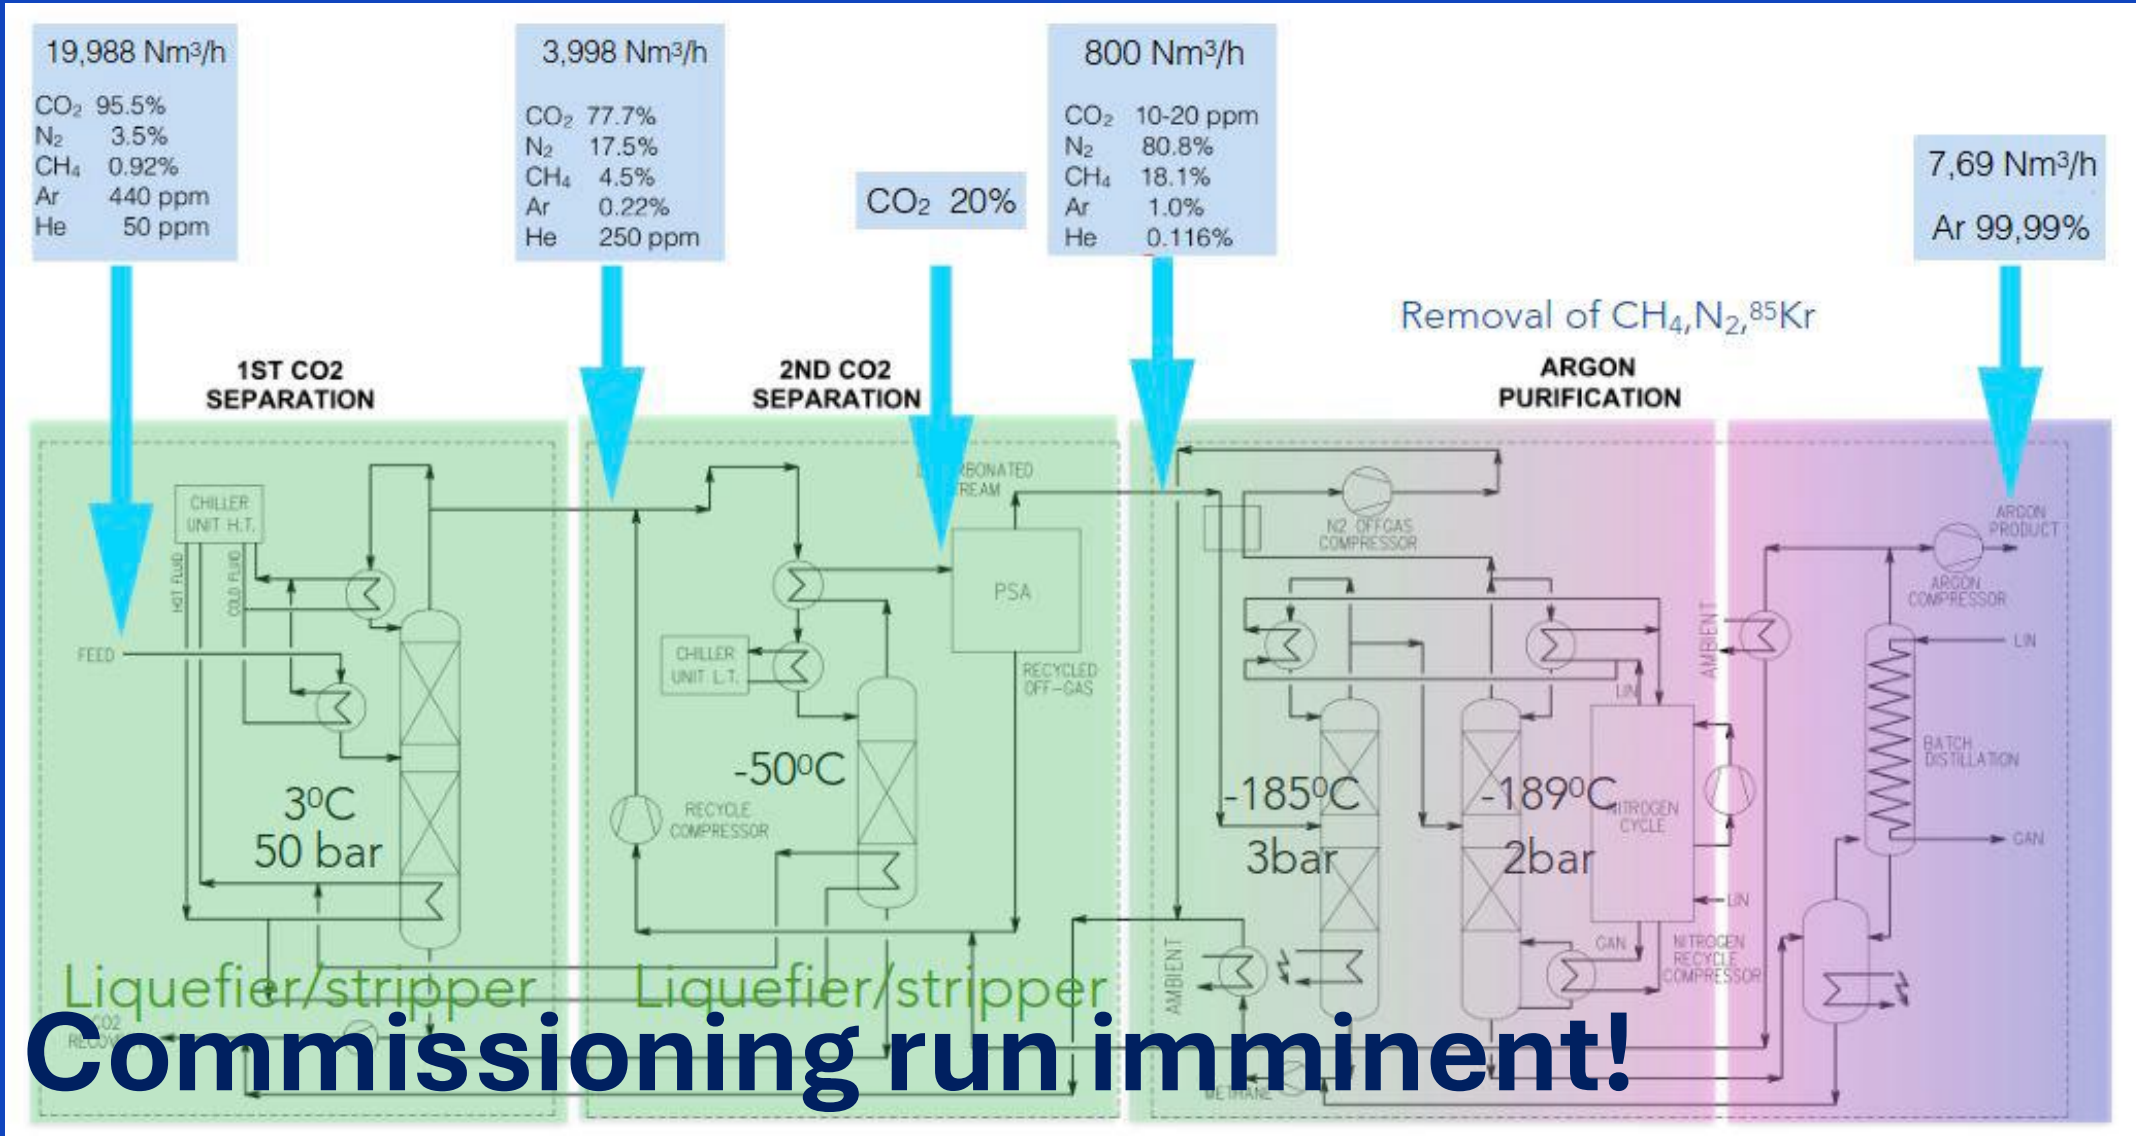 19,988 Nm³/h
CO₂ 95.5%
N₂ 3.5%
CH₄ 0.92%
Ar 440 ppm
He 50 ppm
3,998 Nm³/h
CO₂ 77.7%
N₂ 17.5%
CH₄ 4.5%
Ar 0.22%
He 250 ppm
CO₂ 20%
800 Nm³/h
CO₂ 10-20 ppm
N₂ 80.8%
CH₄ 18.1%
Ar 1.0%
He 0.116%
7,69 Nm³/h
Ar 99,99%
Removal of CH₄,N₂,⁸⁵Kr
1ST CO2
SEPARATION
2ND CO2
SEPARATION
ARGON
PURIFICATION
CHILLER
UNIT H.T.
HOT FLUID
COLD FLUID
FEED
3⁰C
50 bar
Liquefier/stripper
CO2
PSA
CHILLER
UNIT L.T.
RECYCLED
OFF-GAS
-50⁰C
RECYCLE
COMPRESSOR
Liquefier/stripper
N2 OFFGAS
COMPRESSOR
-185⁰C
3bar
-189⁰C
2bar
LIN
NITROGEN
CYCLE
LIN
GAN
NITROGEN
RECYCLE
COMPRESSOR
AMBIENT
METHANE
AMBIENT
ARGON
PRODUCT
ARGON
COMPRESSOR
LIN
BATCH
DISTILLATION
GAN
Commissioning run imminent!